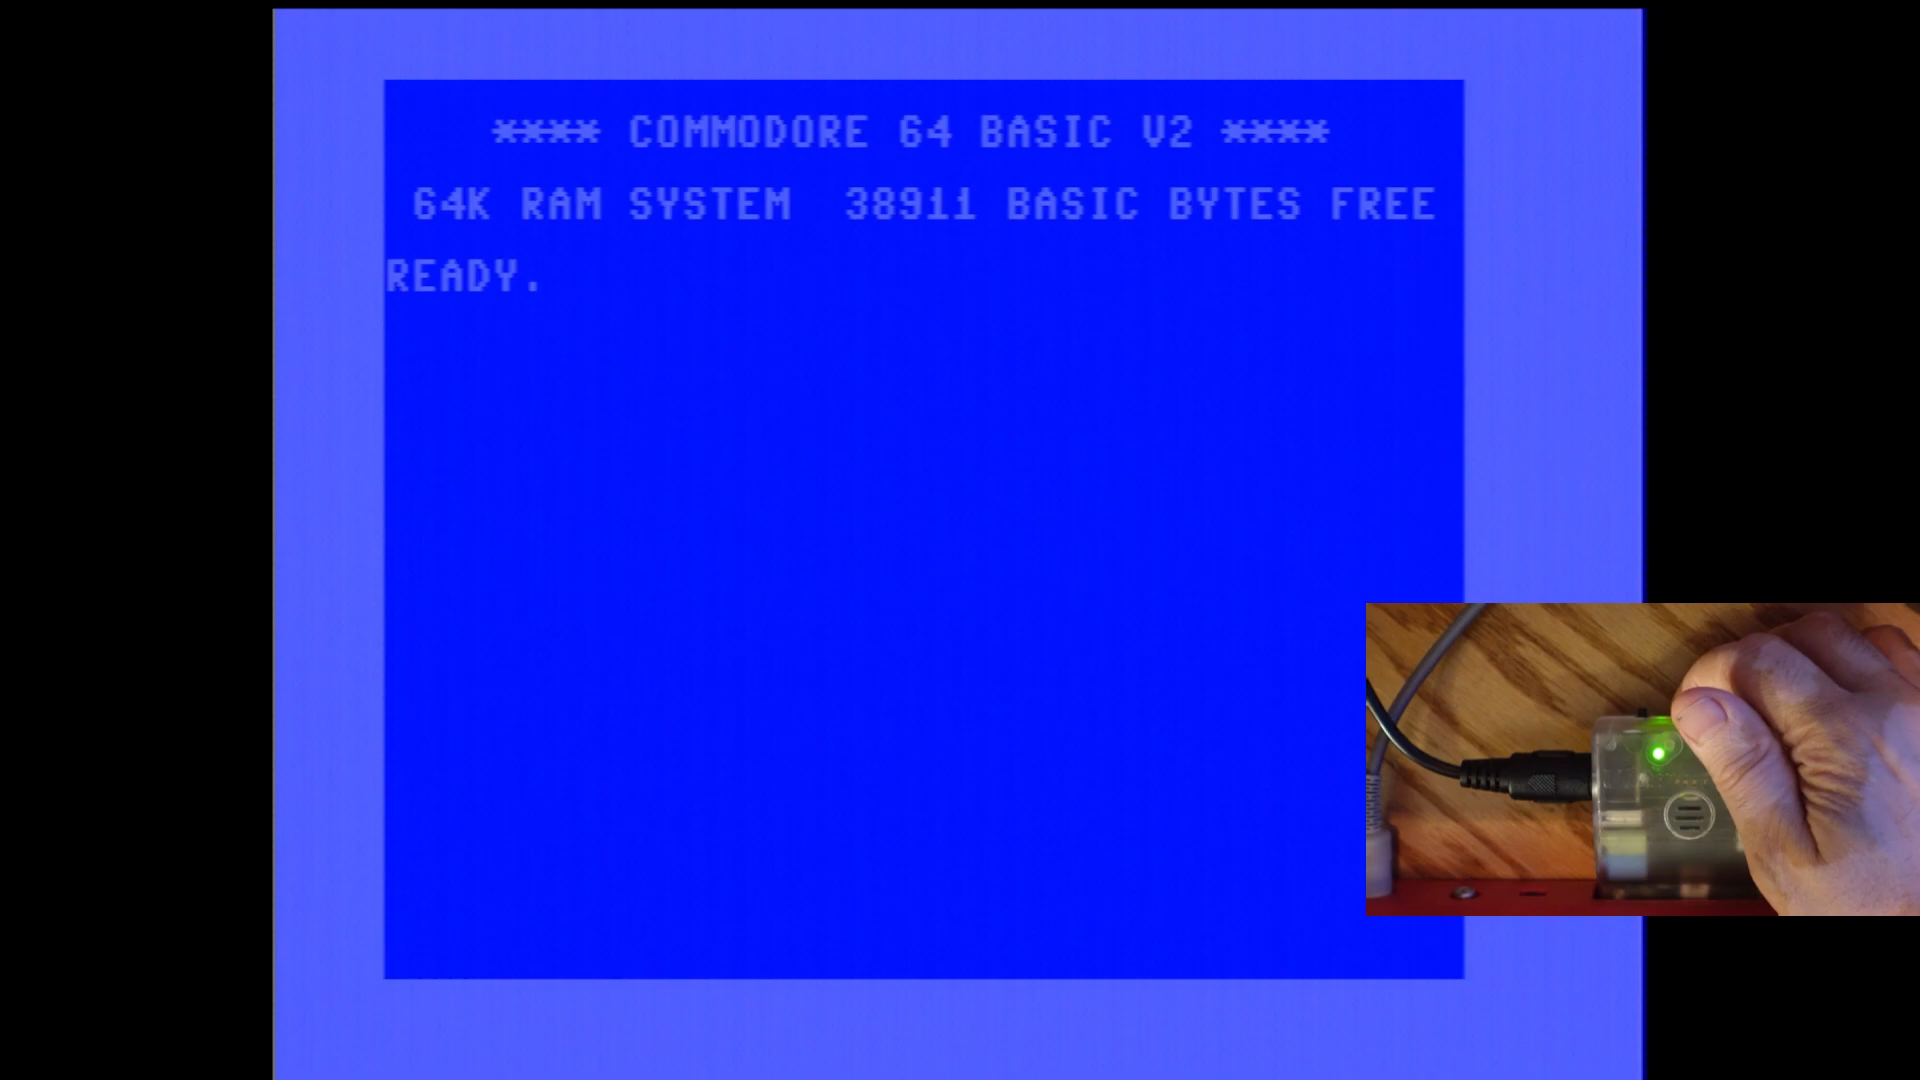 **** COMMODORE 64 BASIC V2 ****
64K RAM SYSTEM  38911 BASIC BYTES FREE
READY.